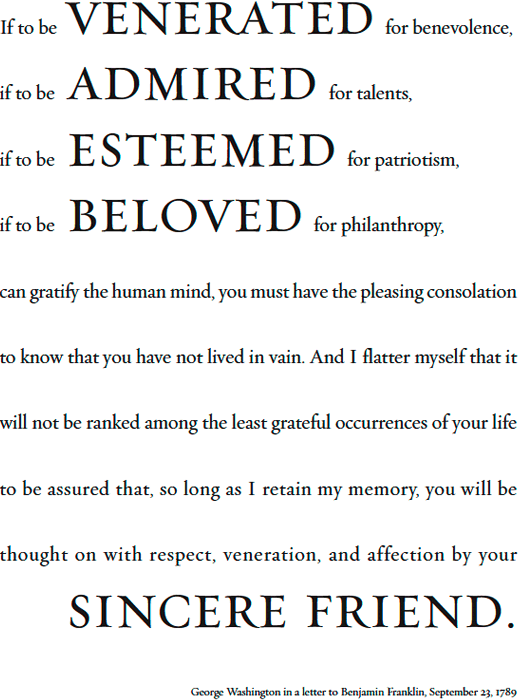 If to be VENERATED for benevolence,
if to be ADMIRED for talents,
if to be ESTEEMED for patriotism,
if to be BELOVED for philanthropy,
can gratify the human mind, you must have the pleasing consolation
to know that you have not lived in vain. And I flatter myself that it
will not be ranked among the least grateful occurrences of your life
to be assured that, so long as I retain my memory, you will be
thought on with respect, veneration, and affection by your
SINCERE FRIEND.
George Washington in a letter to Benjamin Franklin, September 23, 1789